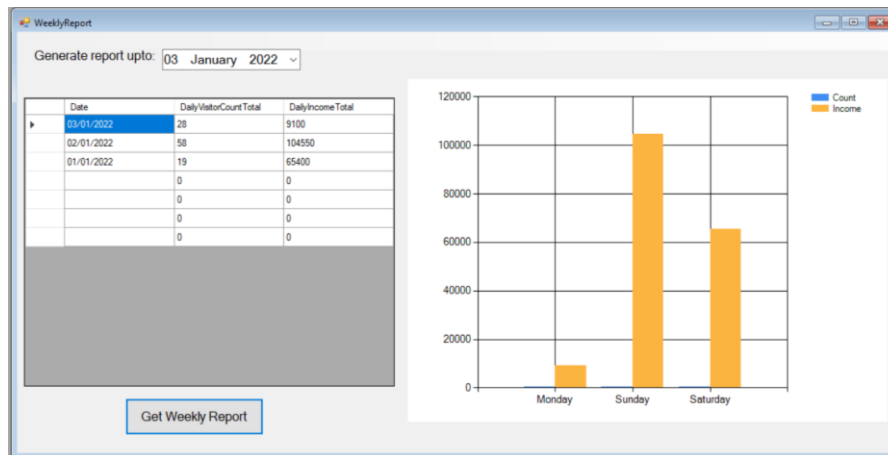 WeeklyReport
Generate report upto: 03 January 2022
Date DailyVisitorCountTotal DailyIncomeTotal
03/01/2022 28 9100
02/01/2022 58 104550
01/01/2022 19 65400
0 0
0 0
0 0
0 0
Get Weekly Report
120000
100000
80000
60000
40000
20000
0
Monday Sunday Saturday
Count
Income